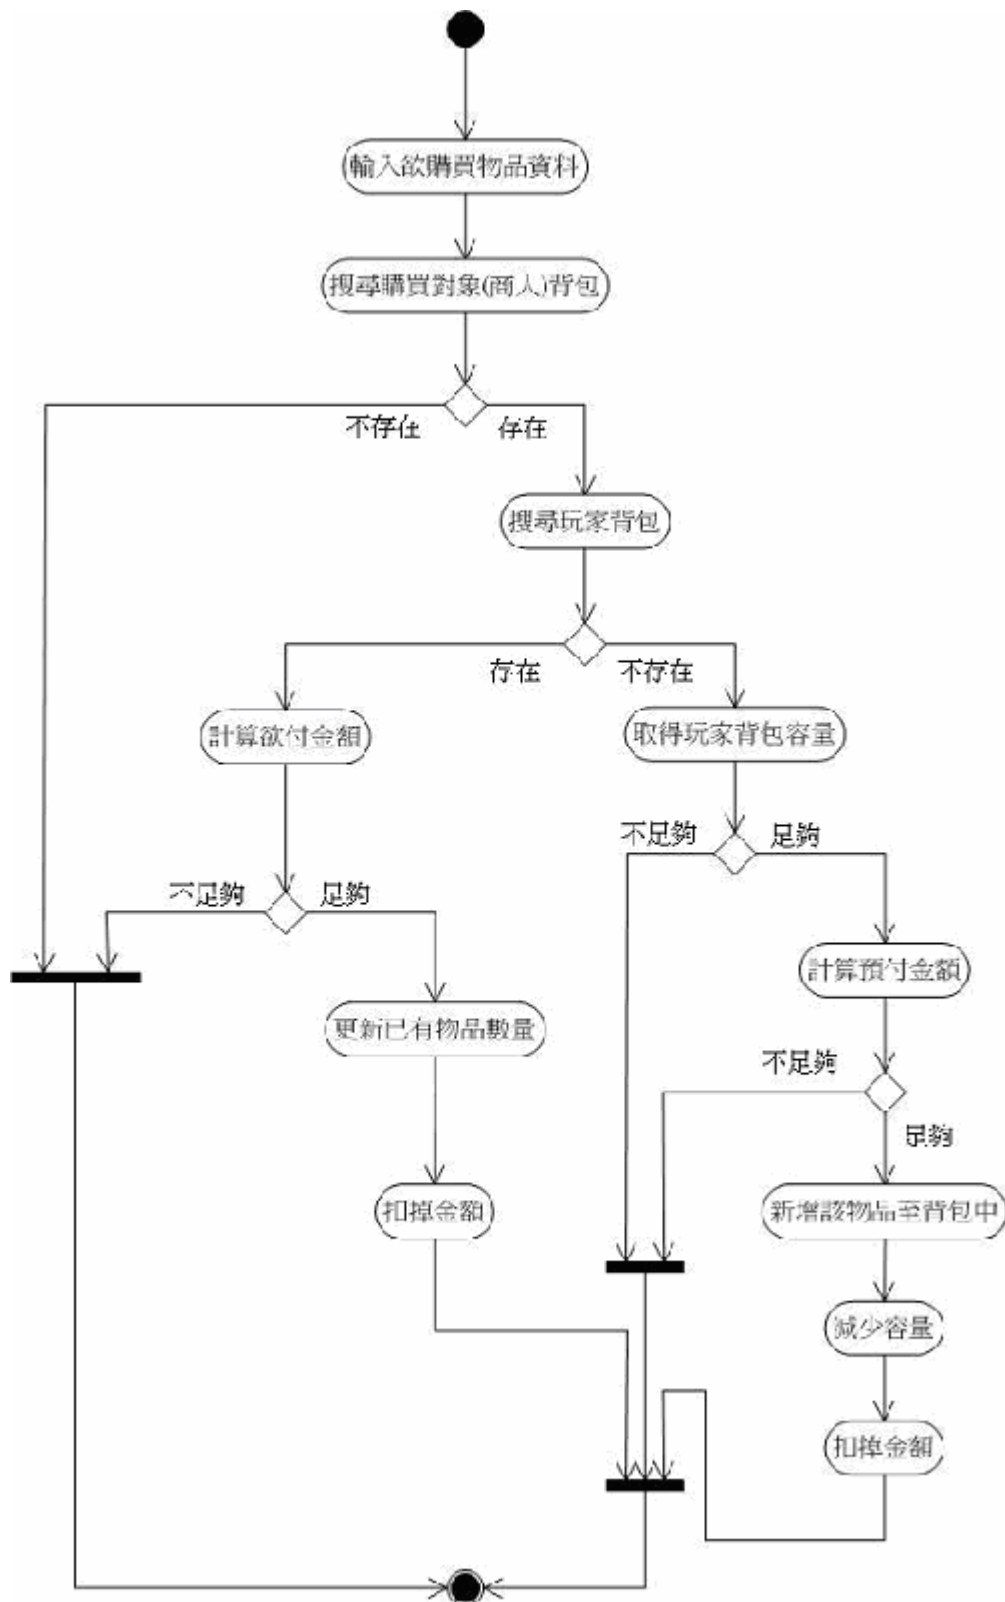 輸入欲購買物品資料
搜尋購買對象(商人)背包
不存在
存在
搜尋玩家背包
存在
不存在
計算欲付金額
取得玩家背包容量
不足夠
足夠
不足夠
足夠
計算預付金額
更新已有物品數量
不足夠
足夠
扣掉金額
新增該物品至背包中
減少容量
扣掉金額